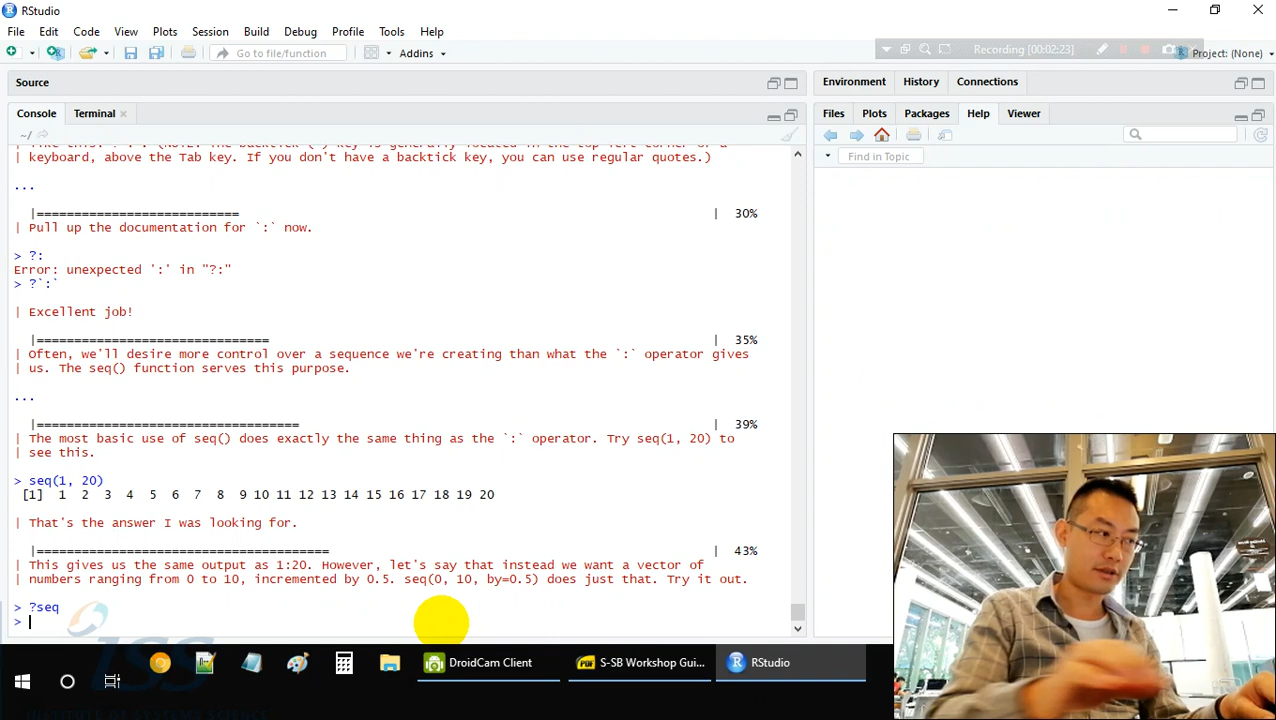 RStudio
File Edit Code View Plots Session Build Debug Profile Tools Help
Go to file/function
Addins
Recording [00:02:23]
Project: (None)
Source
Environment History Connections
Console Terminal
Files Plots Packages Help Viewer
~/
Find in Topic
| keyboard, above the Tab key. If you don't have a backtick key, you can use regular quotes.)
...
|=========================== | 30%
| Pull up the documentation for `:` now.
> ?:
Error: unexpected ':' in "?:"
> ?`:`
| Excellent job!
|=============================== | 35%
| Often, we'll desire more control over a sequence we're creating than what the `:` operator gives
| us. The seq() function serves this purpose.
...
|=================================== | 39%
| The most basic use of seq() does exactly the same thing as the `:` operator. Try seq(1, 20) to
| see this.
> seq(1, 20)
[1] 1 2 3 4 5 6 7 8 9 10 11 12 13 14 15 16 17 18 19 20
| That's the answer I was looking for.
|======================================= | 43%
| This gives us the same output as 1:20. However, let's say that instead we want a vector of
| numbers ranging from 0 to 10, incremented by 0.5. seq(0, 10, by=0.5) does just that. Try it out.
> ?seq
>
ISS
DroidCam Client
S-SB Workshop Gui...
RStudio